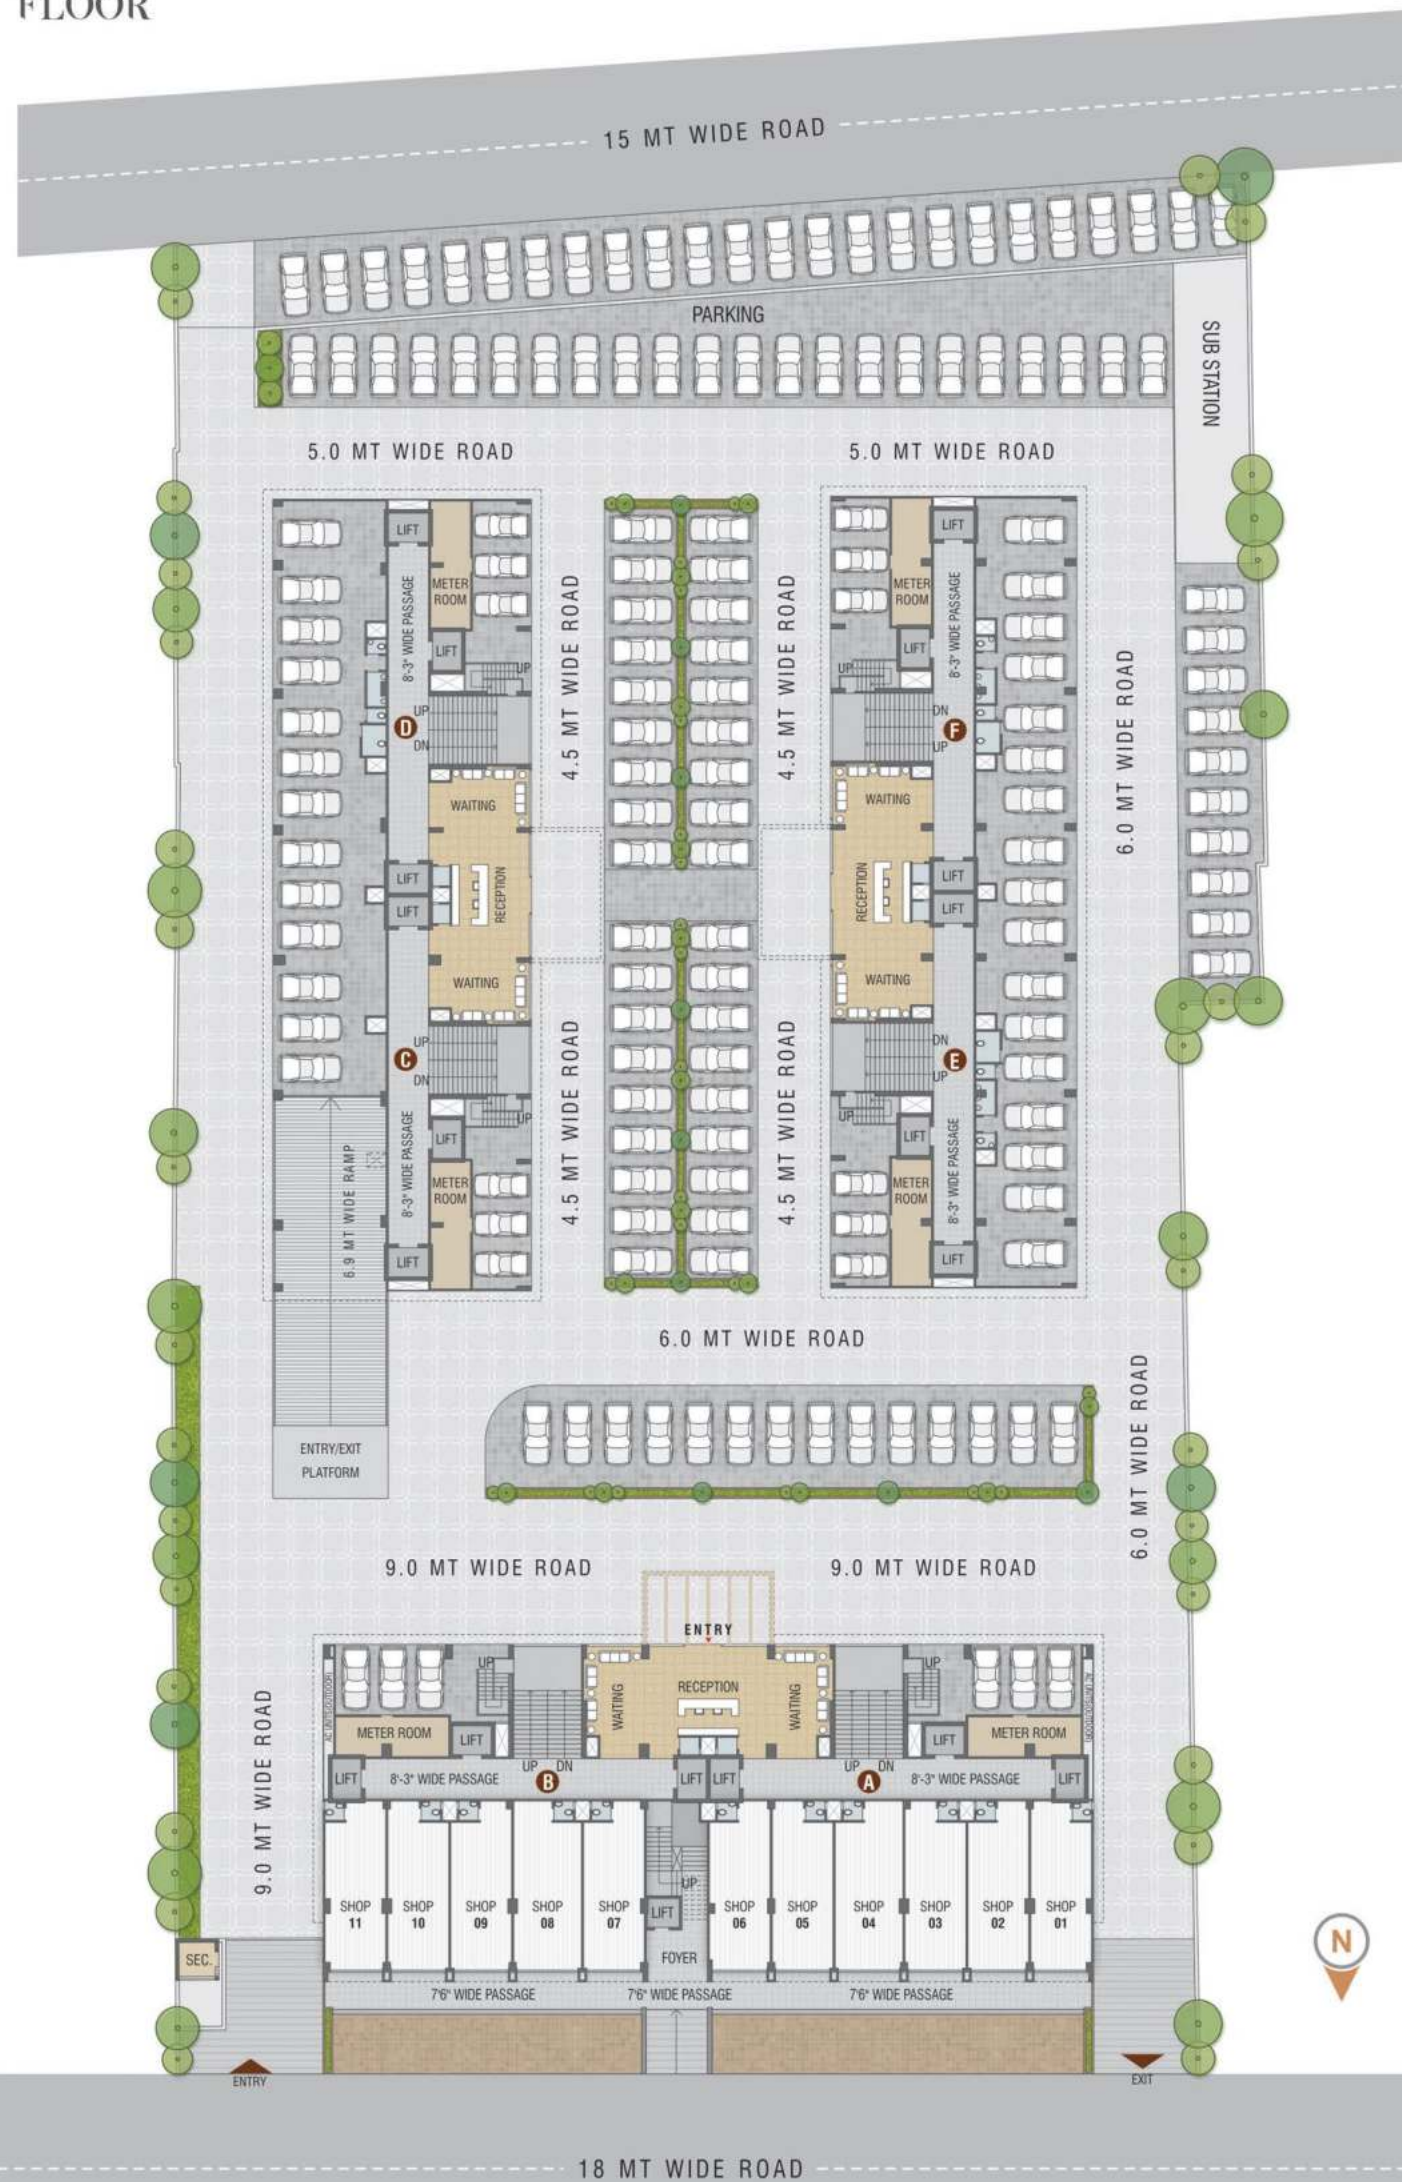 FLOOR
15 MT WIDE ROAD
PARKING
SUB STATION
5.0 MT WIDE ROAD
5.0 MT WIDE ROAD
LIFT
METER
ROOM
8'-3" WIDE PASSAGE
LIFT
UP
UP
D
DN
WAITING
LIFT
RECEPTION
LIFT
WAITING
UP
C
DN
UP
LIFT
8'-3" WIDE PASSAGE
METER
ROOM
LIFT
6.9 MT WIDE RAMP
4.5 MT WIDE ROAD
4.5 MT WIDE ROAD
4.5 MT WIDE ROAD
4.5 MT WIDE ROAD
LIFT
METER
ROOM
8'-3" WIDE PASSAGE
LIFT
UP
DN
F
UP
WAITING
LIFT
RECEPTION
LIFT
WAITING
DN
E
UP
UP
LIFT
8'-3" WIDE PASSAGE
METER
ROOM
LIFT
6.0 MT WIDE ROAD
6.0 MT WIDE ROAD
ENTRY/EXIT
PLATFORM
6.0 MT WIDE ROAD
9.0 MT WIDE ROAD
9.0 MT WIDE ROAD
ENTRY
9.0 MT WIDE ROAD
AC UNITS(OUTDOOR)
UP
WAITING
RECEPTION
WAITING
UP
AC UNITS(OUTDOOR)
METER ROOM
LIFT
LIFT
METER ROOM
LIFT
8'-3" WIDE PASSAGE
UP
DN
B
LIFT
LIFT
UP
DN
A
8'-3" WIDE PASSAGE
LIFT
UP
LIFT
SHOP
11
SHOP
10
SHOP
09
SHOP
08
SHOP
07
SHOP
06
SHOP
05
SHOP
04
SHOP
03
SHOP
02
SHOP
01
FOYER
SEC.
N
7'6" WIDE PASSAGE
7'6" WIDE PASSAGE
7'6" WIDE PASSAGE
ENTRY
EXIT
18 MT WIDE ROAD